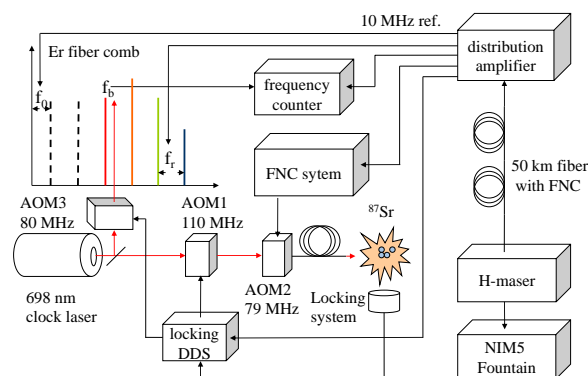 10 MHz ref.
Er fiber comb
distribution
amplifier
f₀
f_b
frequency
counter
f_r
FNC sytem
50 km fiber
with FNC
AOM3
80 MHz
AOM1
110 MHz
⁸⁷Sr
AOM2
79 MHz
698 nm
clock laser
Locking
system
H-maser
locking
DDS
NIM5
Fountain